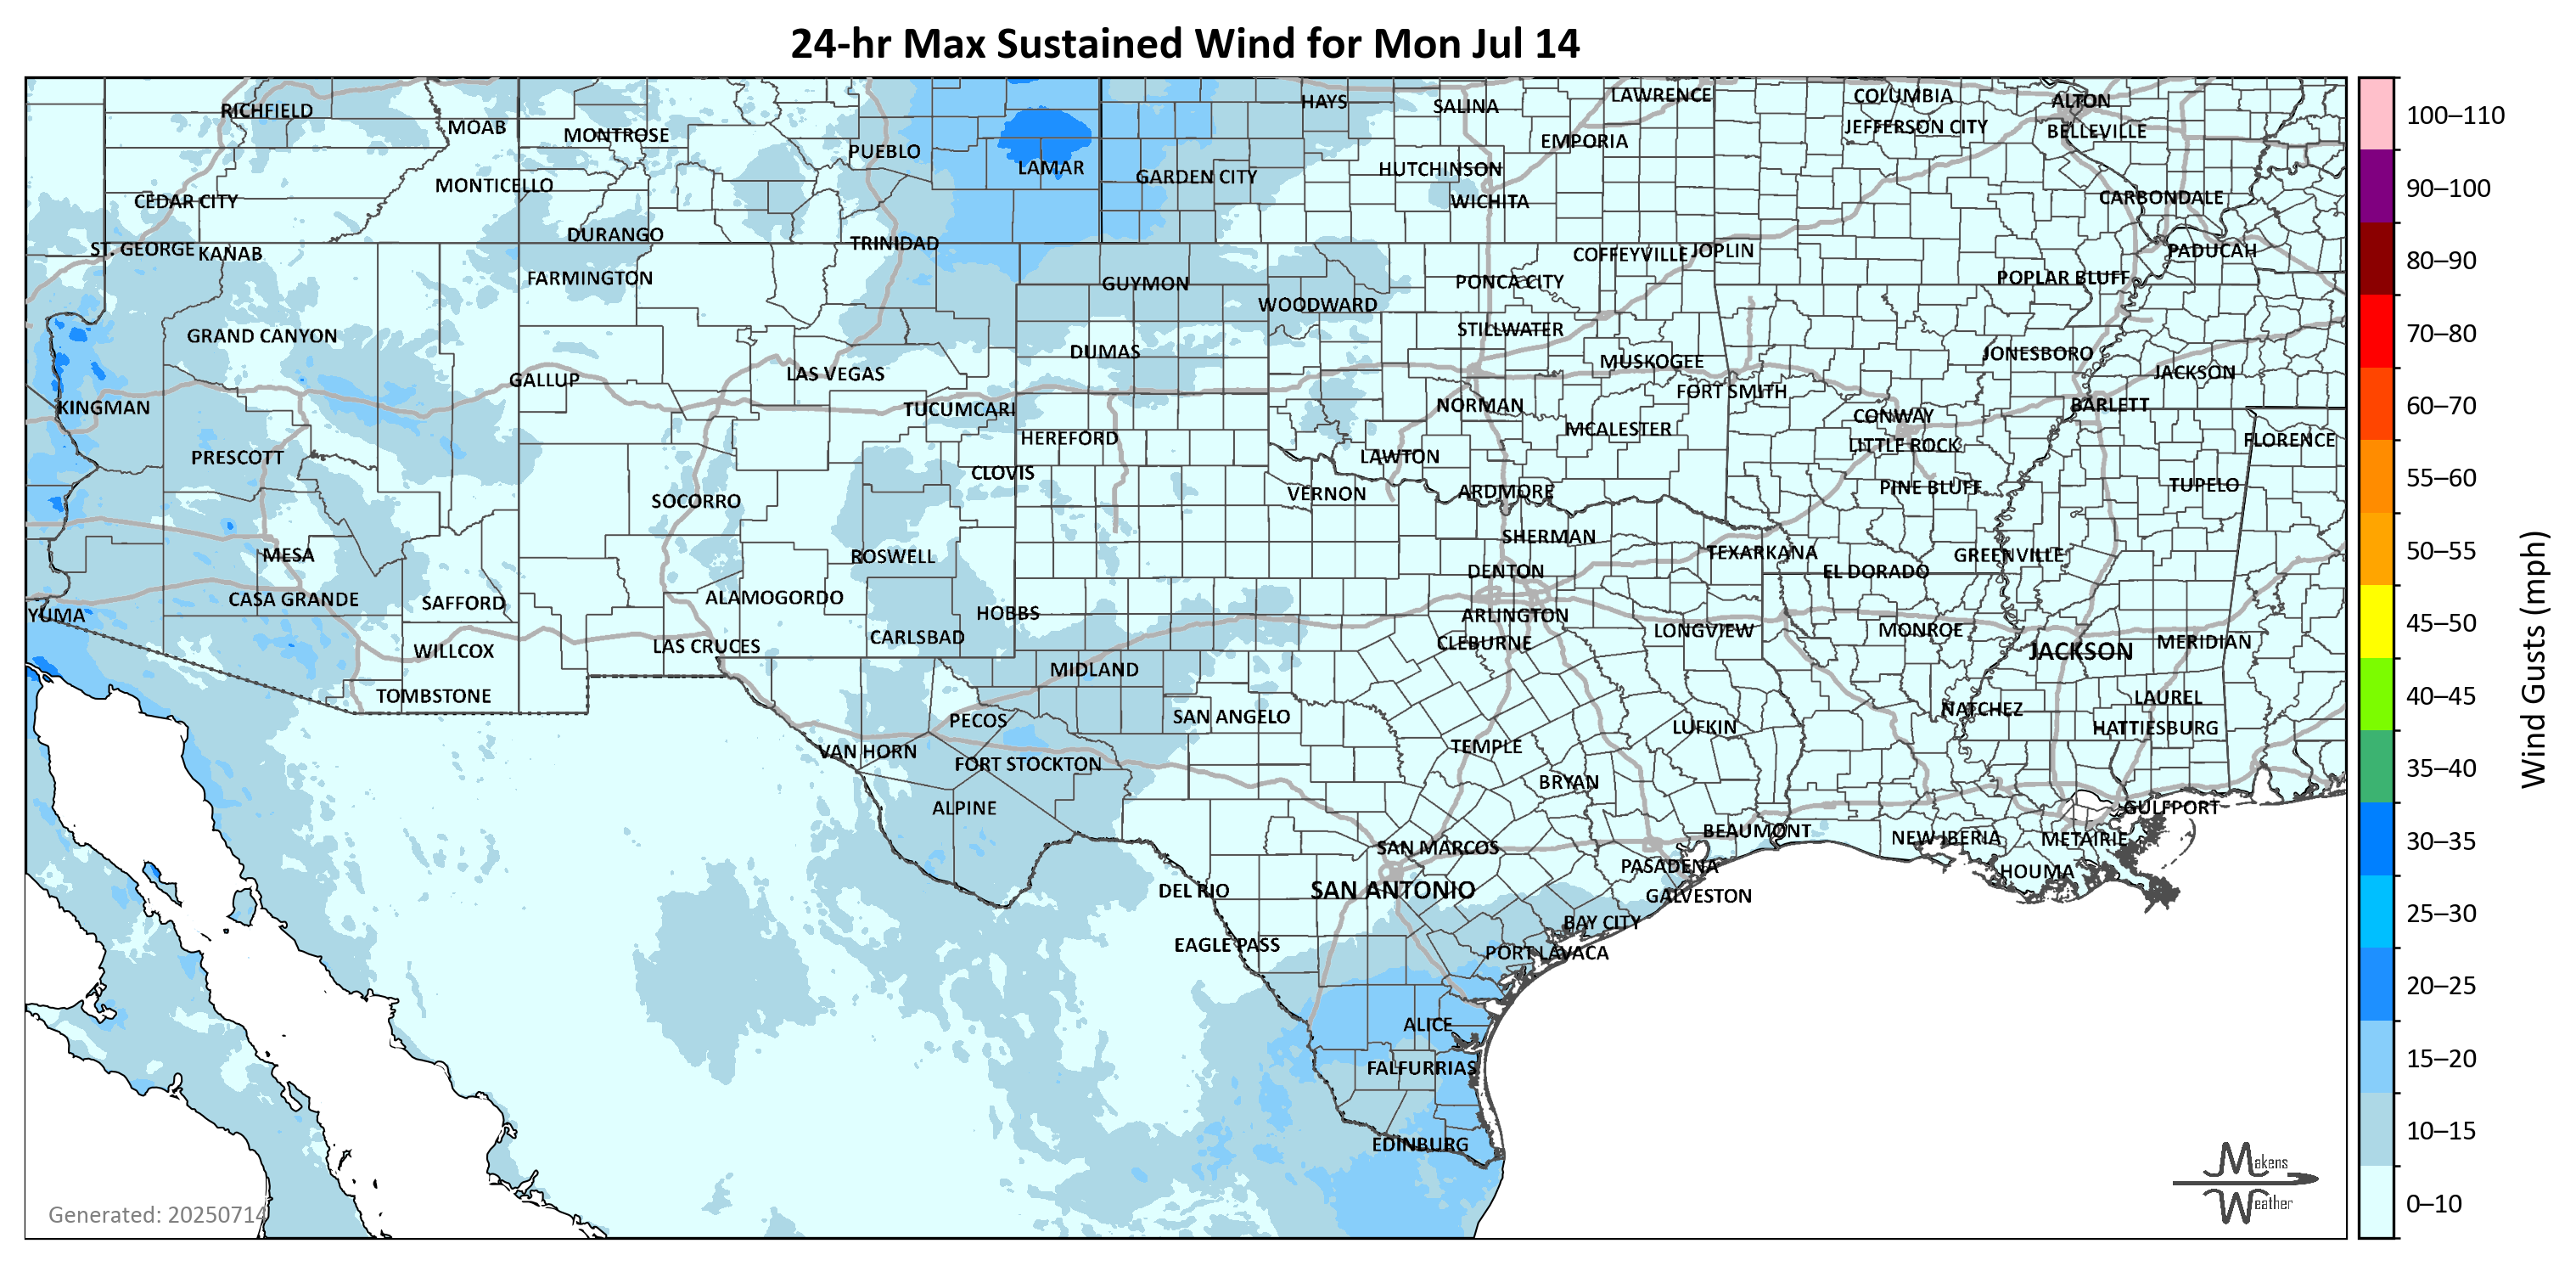 24-hr Max Sustained Wind for Mon Jul 14
RICHFIELD
MOAB
MONTROSE
PUEBLO
LAMAR
HAYS
SALINA
LAWRENCE
COLUMBIA
ALTON
EMPORIA
JEFFERSON CITY
BELLEVILLE
CEDAR CITY
MONTICELLO
GARDEN CITY
HUTCHINSON
WICHITA
CARBONDALE
ST. GEORGE
KANAB
DURANGO
TRINIDAD
COFFEYVILLE
JOPLIN
PADUCAH
FARMINGTON
GUYMON
WOODWARD
PONCA CITY
POPLAR BLUFF
GRAND CANYON
DUMAS
STILLWATER
MUSKOGEE
JONESBORO
JACKSON
KINGMAN
GALLUP
LAS VEGAS
TUCUMCARI
NORMAN
FORT SMITH
CONWAY
BARLETT
PRESCOTT
HEREFORD
CLOVIS
LAWTON
MCALESTER
LITTLE ROCK
FLORENCE
SOCORRO
VERNON
ARDMORE
PINE BLUFF
TUPELO
MESA
ROSWELL
SHERMAN
TEXARKANA
GREENVILLE
YUMA
CASA GRANDE
SAFFORD
ALAMOGORDO
HOBBS
DENTON
ARLINGTON
EL DORADO
WILLCOX
LAS CRUCES
CARLSBAD
CLEBURNE
LONGVIEW
MONROE
JACKSON
MERIDIAN
TOMBSTONE
MIDLAND
PECOS
SAN ANGELO
LUFKIN
NATCHEZ
LAUREL
HATTIESBURG
VAN HORN
FORT STOCKTON
TEMPLE
BRYAN
ALPINE
BEAUMONT
GULFPORT
SAN MARCOS
NEW IBERIA
METAIRIE
DEL RIO
SAN ANTONIO
PASADENA
GALVESTON
HOUMA
EAGLE PASS
BAY CITY
PORT LAVACA
ALICE
FALFURRIAS
EDINBURG
Generated: 20250714
Makens
Weather
100–110
90–100
80–90
70–80
60–70
55–60
50–55
45–50
40–45
35–40
30–35
25–30
20–25
15–20
10–15
0–10
Wind Gusts (mph)